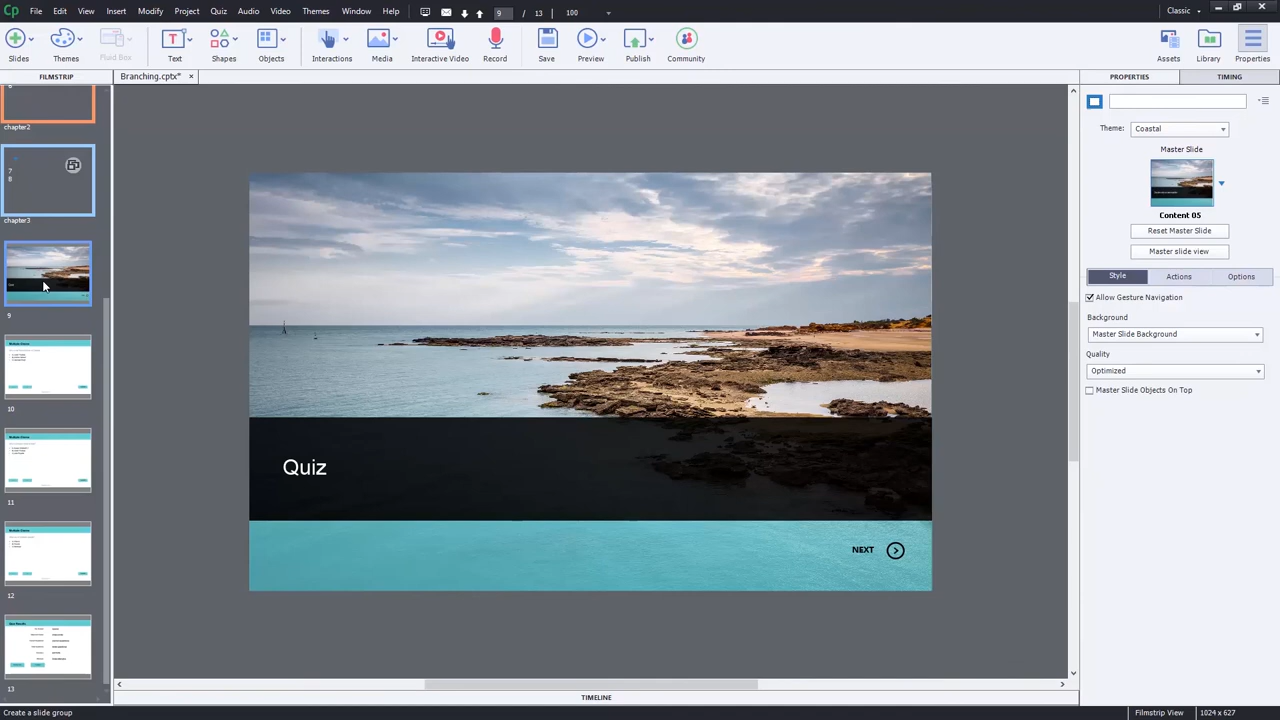 File Edit View Insert Modify Project Quiz Audio Video Themes Window Help 9 / 13 100 Classic
Slides Themes Fluid Box Text Shapes Objects Interactions Media Interactive Video Record Save Preview Publish Community Assets Library Properties
FILMSTRIP Branching.cptx* × PROPERTIES TIMING
chapter2
7
8
chapter3
9
10
11
12
13
Quiz
NEXT
Theme: Coastal
Master Slide
Content 05
Reset Master Slide
Master slide view
Style Actions Options
Allow Gesture Navigation
Background
Master Slide Background
Quality
Optimized
Master Slide Objects On Top
TIMELINE
Create a slide group Filmstrip View 1024 x 627